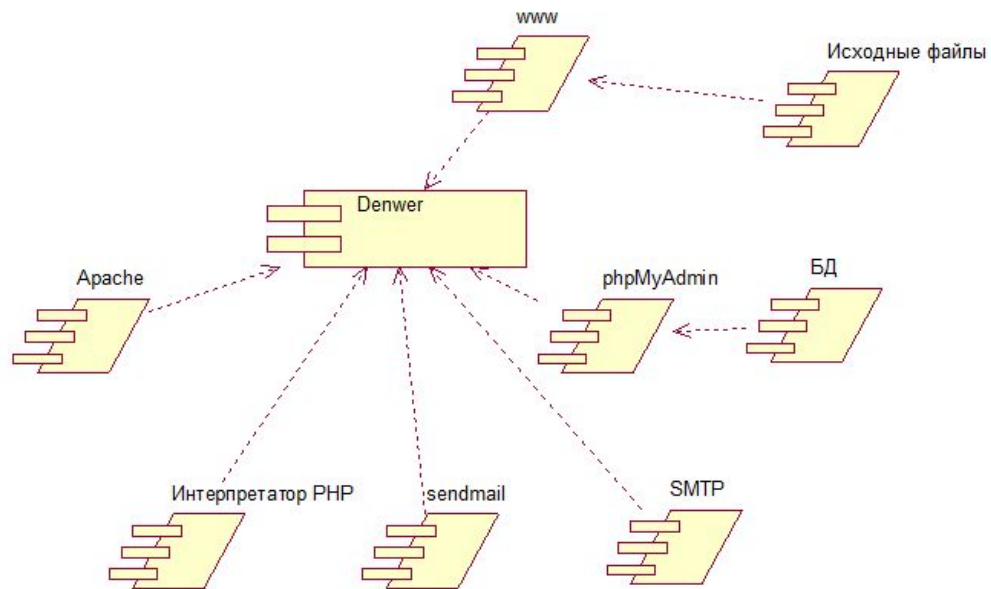 www
Исходные файлы
Denwer
Apache
phpMyAdmin
БД
Интерпретатор PHP
sendmail
SMTP